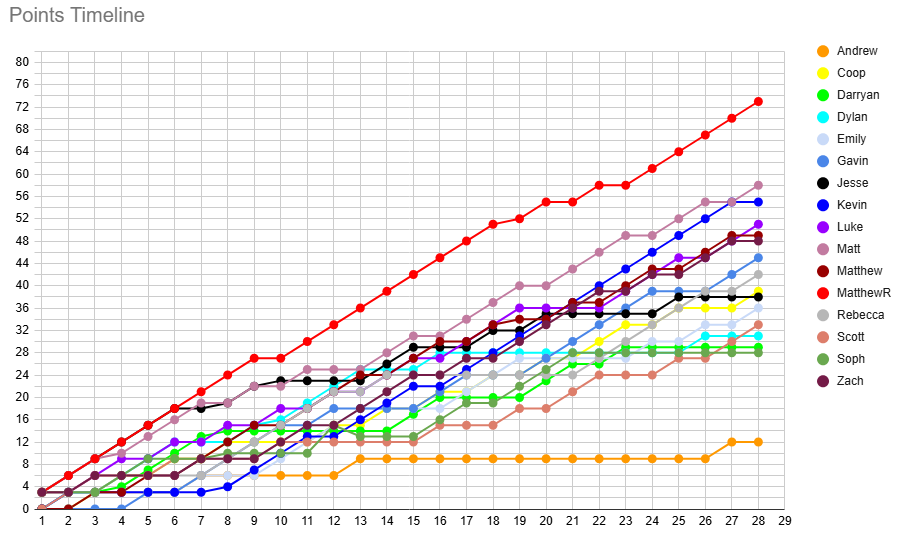 Points Timeline
80
76
72
68
64
60
56
52
48
44
40
36
32
28
24
20
16
12
8
4
0
1 2 3 4 5 6 7 8 9 10 11 12 13 14 15 16 17 18 19 20 21 22 23 24 25 26 27 28 29
Andrew
Coop
Darryan
Dylan
Emily
Gavin
Jesse
Kevin
Luke
Matt
Matthew
MatthewR
Rebecca
Scott
Soph
Zach